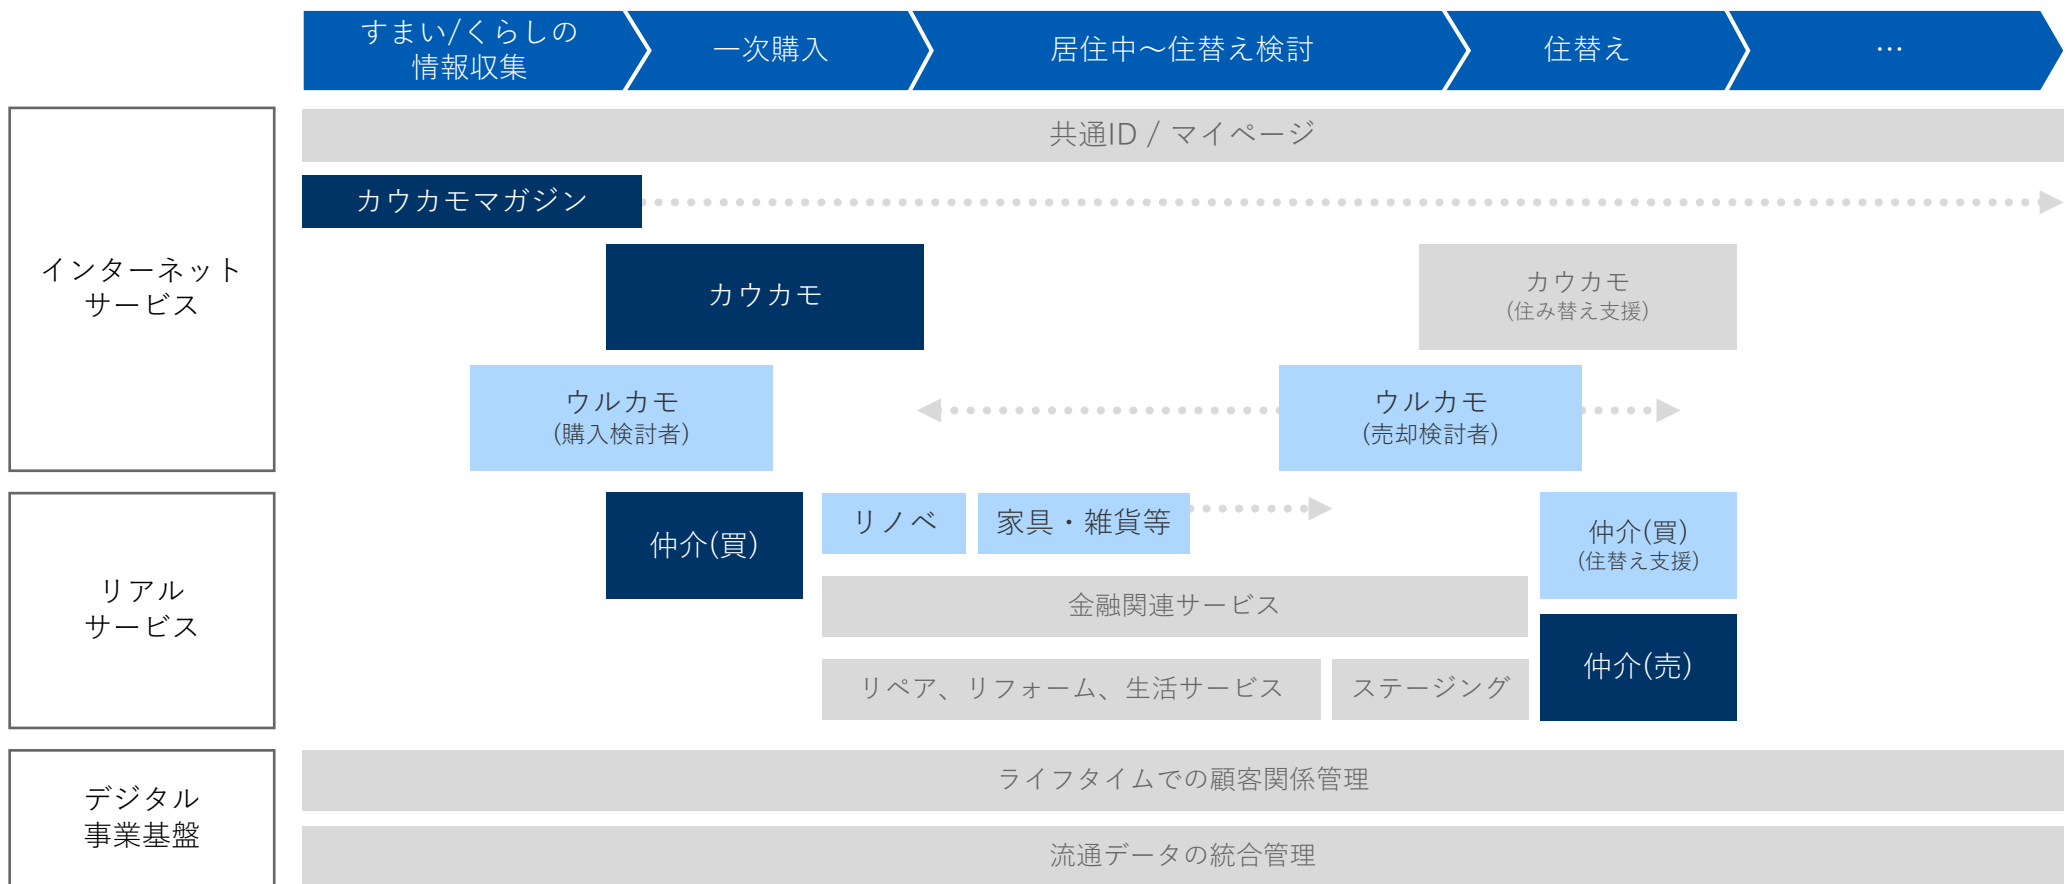 すまい/くらしの
情報収集
一次購入
居住中～住替え検討
住替え
…
インターネット
サービス
共通ID / マイページ
カウカモマガジン
カウカモ
カウカモ
(住み替え支援)
ウルカモ
(購入検討者)
ウルカモ
(売却検討者)
リアル
サービス
仲介(買)
リノベ
家具・雑貨等
仲介(買)
(住替え支援)
金融関連サービス
仲介(売)
リペア、リフォーム、生活サービス
ステージング
デジタル
事業基盤
ライフタイムでの顧客関係管理
流通データの統合管理